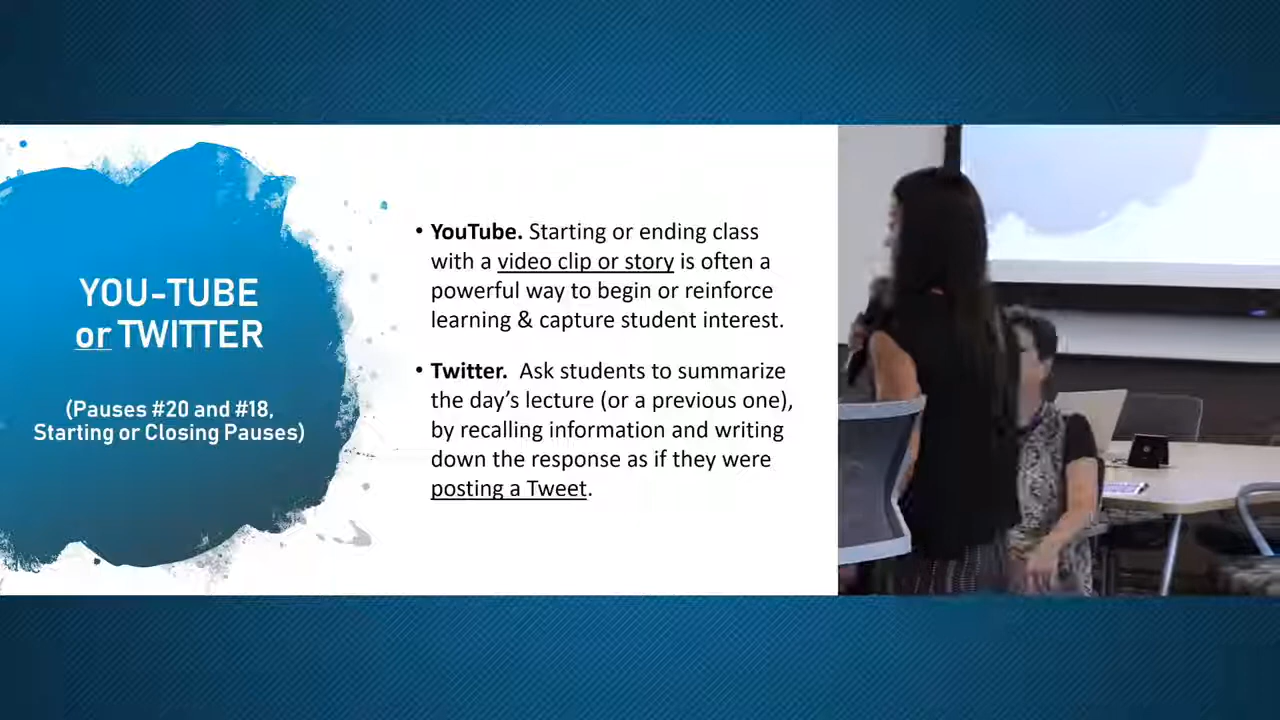 YOU-TUBE
or TWITTER
(Pauses #20 and #18,
Starting or Closing Pauses)
• YouTube. Starting or ending class
with a video clip or story is often a
powerful way to begin or reinforce
learning & capture student interest.
• Twitter. Ask students to summarize
the day’s lecture (or a previous one),
by recalling information and writing
down the response as if they were
posting a Tweet.